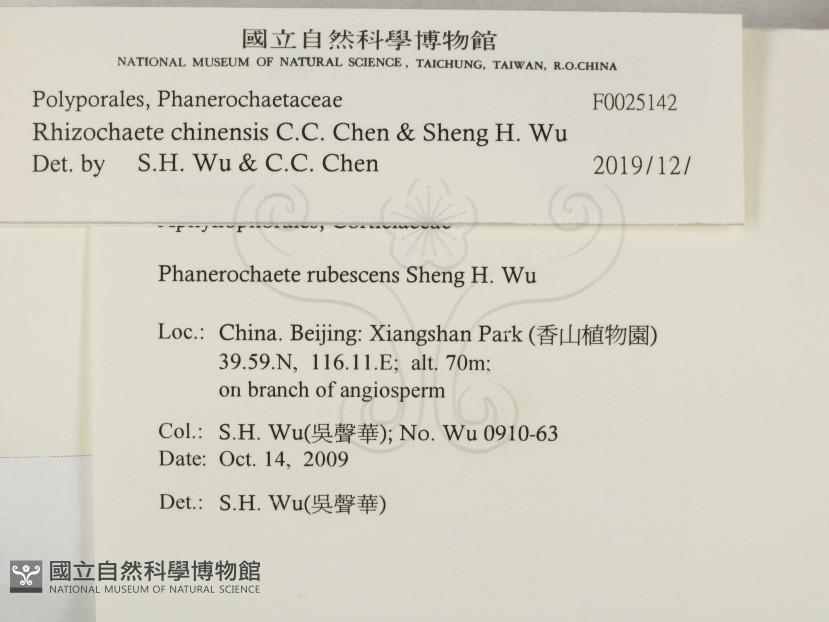 國立自然科學博物館
NATIONAL MUSEUM OF NATURAL SCIENCE, TAICHUNG, TAIWAN, R.O.CHINA
Polyporales, Phanerochaetaceae F0025142
Rhizochaete chinensis C.C. Chen & Sheng H. Wu
Det. by S.H. Wu & C.C. Chen 2019/12/
Aphyllophorales, Corticiaceae
Phanerochaete rubescens Sheng H. Wu
Loc.: China. Beijing: Xiangshan Park (香山植物園)
39.59.N, 116.11.E; alt. 70m;
on branch of angiosperm
Col.: S.H. Wu(吳聲華); No. Wu 0910-63
Date: Oct. 14, 2009
Det.: S.H. Wu(吳聲華)
國立自然科學博物館
NATIONAL MUSEUM OF NATURAL SCIENCE